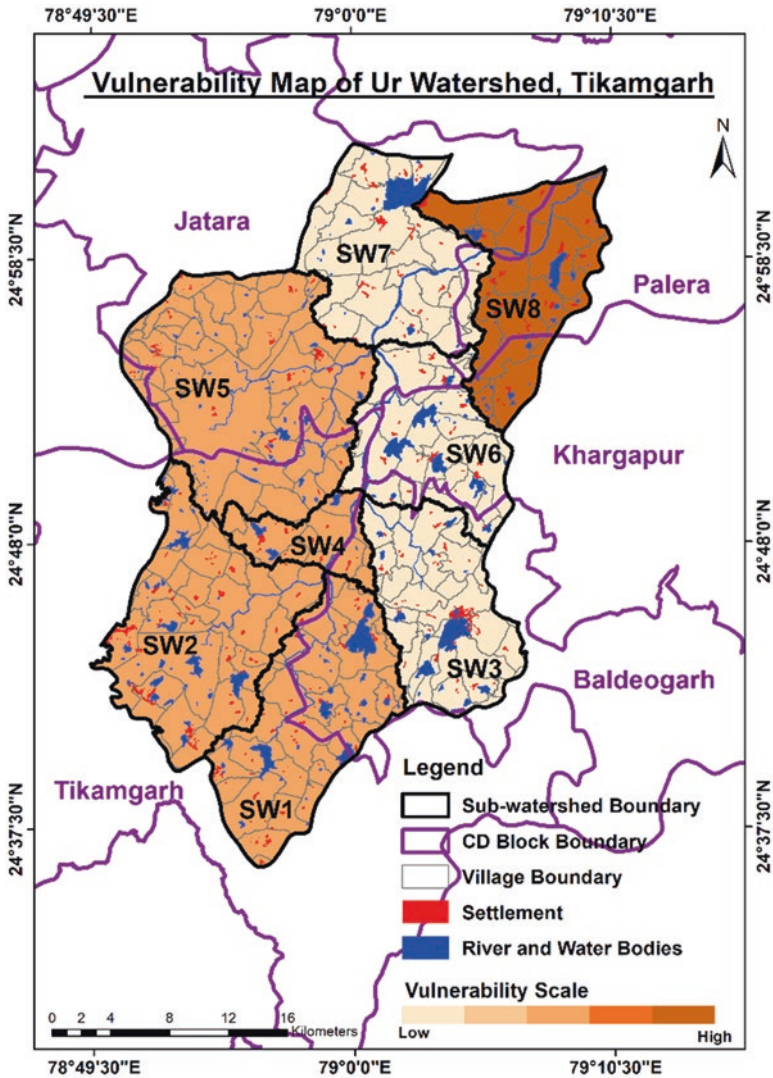 78°49'30"E 79°0'0"E 79°10'30"E
Vulnerability Map of Ur Watershed, Tikamgarh
N
Jatara
24°58'30"N
24°58'30"N
SW7
Palera
SW8
SW5
SW6
Khargapur
24°48'0"N
24°48'0"N
SW4
SW2
SW3
Baldeogarh
Tikamgarh
SW1
24°37'30"N
24°37'30"N
Legend
Sub-watershed Boundary
CD Block Boundary
Village Boundary
Settlement
River and Water Bodies
Vulnerability Scale
Low High
0 2 4 8 12 16
Kilometers
78°49'30"E 79°0'0"E 79°10'30"E